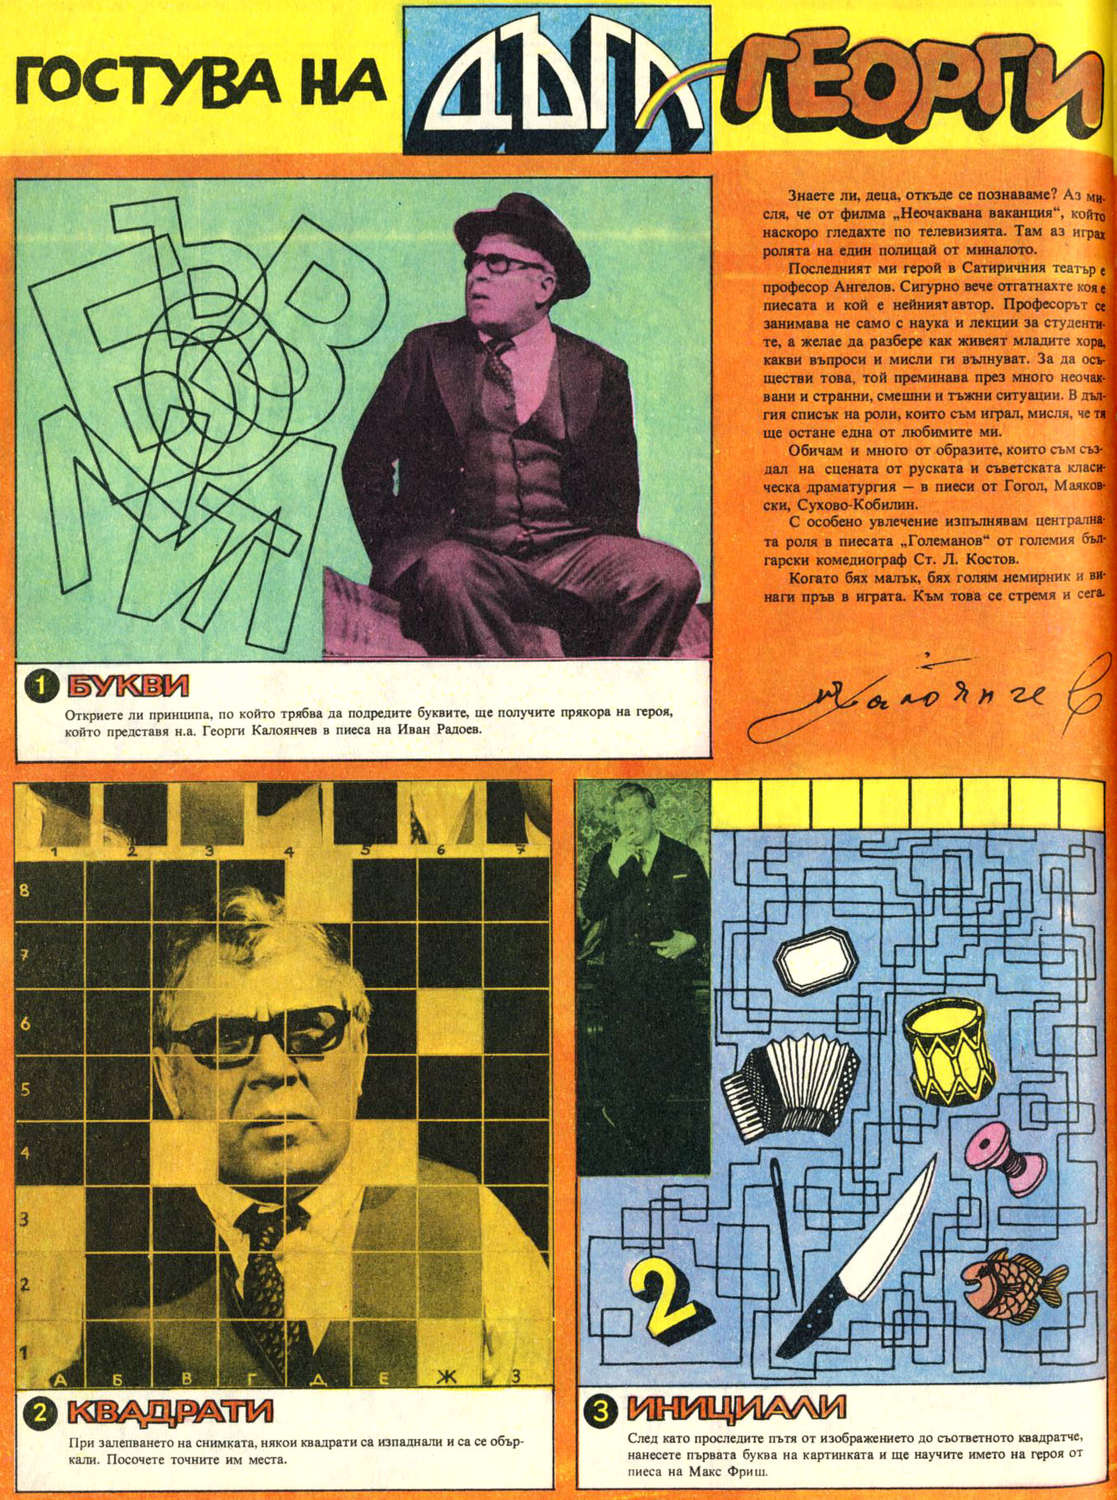 ГОСТУВА НА ДЪГА ГЕОРГИ
Знаете ли, деца, откъде се познаваме? Аз ми-
сля, че от филма „Неочаквана ваканция“, който
наскоро гледахте по телевизията. Там аз играх
ролята на един полицай от миналото.
Последният ми герой в Сатиричния театър е
професор Ангелов. Сигурно вече отгатнахте коя е
пиесата и кой е нейният автор. Професорът се
занимава не само с наука и лекции за студенти-
те, а желае да разбере как живеят младите хора,
какви въпроси и мисли ги вълнуват. За да осъ-
ществи това, той преминава през много неочак-
вани и странни, смешни и тъжни ситуации. В дъл-
гия списък на роли, които съм играл, мисля, че тя
ще остане една от любимите ми.
Обичам и много от образите, които съм съз-
дал на сцената от руската и съветската класи-
ческа драматургия — в пиеси от Гогол, Маяков-
ски, Сухово-Кобилин.
С особено увлечение изпълнявам централна-
та роля в пиесата „Големанов“ от големия бъл-
гарски комедиограф Ст. Л. Костов.
Когато бях малък, бях голям немирник и ви-
наги пръв в играта. Към това се стремя и сега.
Калоянчев
1 БУКВИ
Откриете ли принципа, по който трябва да подредите буквите, ще получите прякора на героя,
който представя н.а. Георги Калоянчев в пиеса на Иван Радоев.
1 2 3 4 5 6 7
8
7
6
5
4
3
2
1
А Б В Г Д Е Ж З
2 КВАДРАТИ
При залепването на снимката, някои квадрати са изпаднали и са се обър-
кали. Посочете точните им места.
2
3 ИНИЦИАЛИ
След като проследите пътя от изображението до съответното квадратче,
нанесете първата буква на картинката и ще научите името на героя от
пиеса на Макс Фриш.